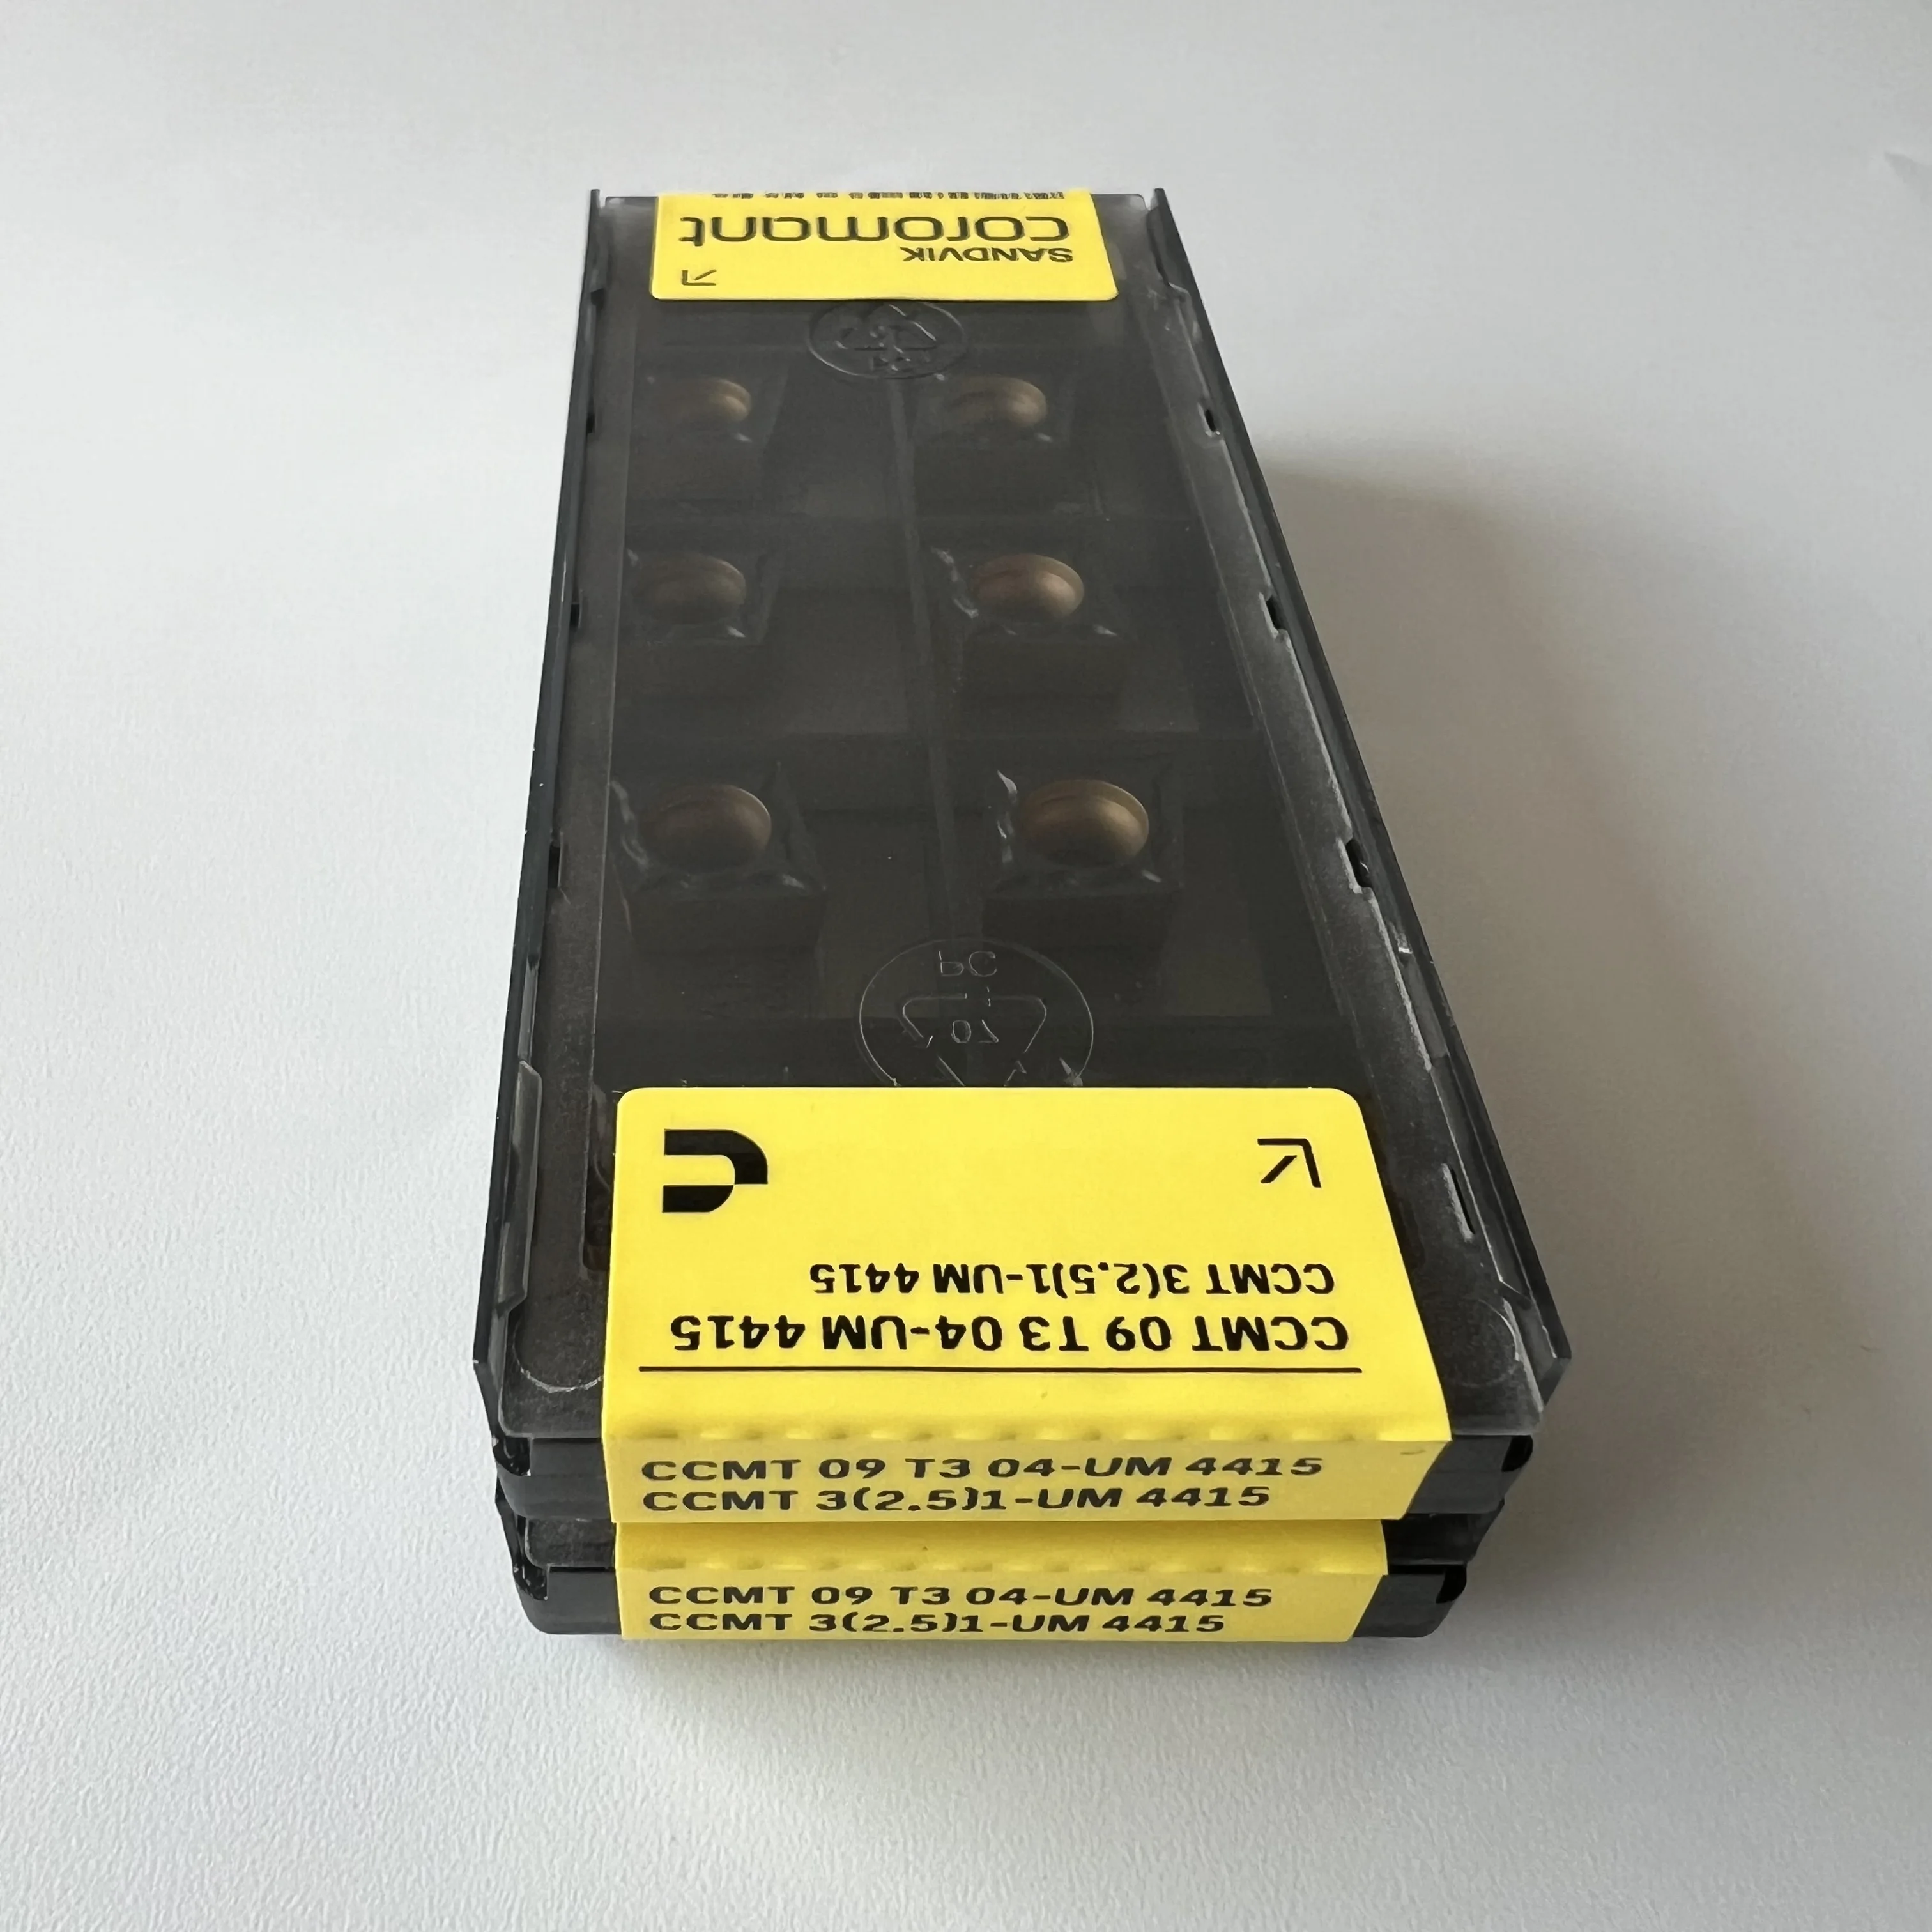 SANDVIK
coromant
PC
07
CCMT 3(2.5)1-UM 4415
CCMT 09 T3 04-UM 4415
CCMT 09 T3 04-UM 4415
CCMT 3(2.5)1-UM 4415
CCMT 09 T3 04-UM 4415
CCMT 3(2.5)1-UM 4415